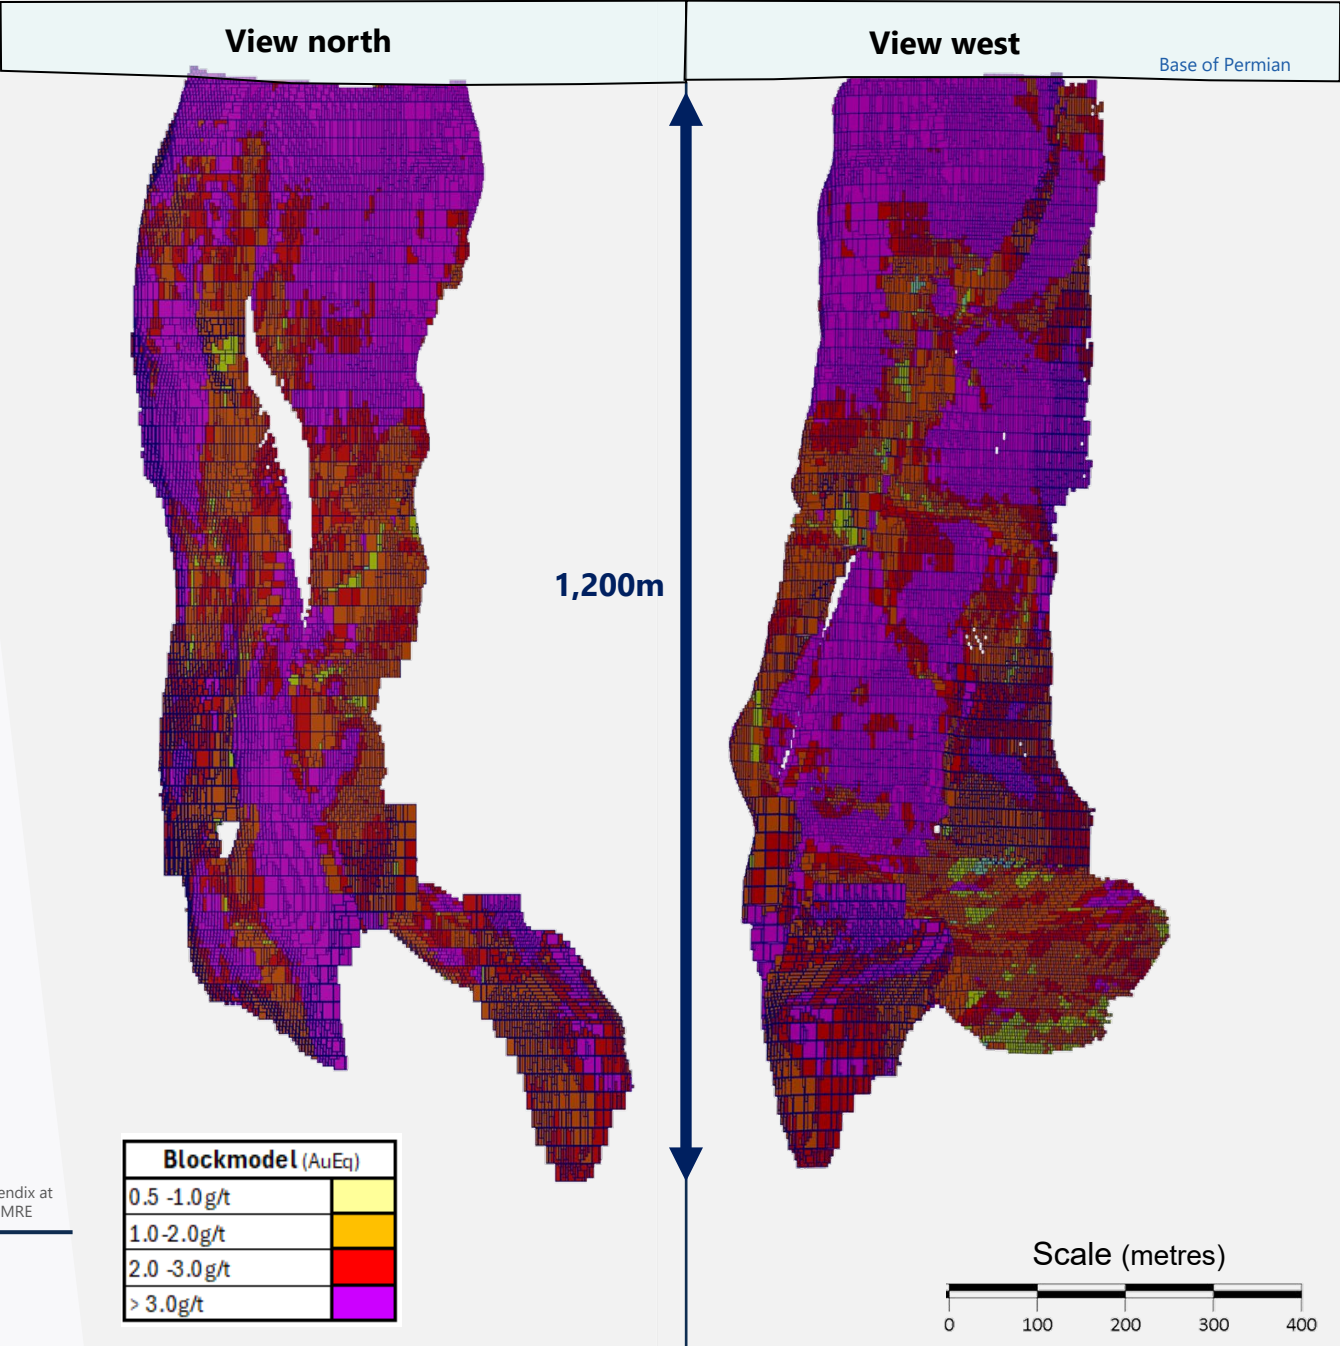 View north
View west
Base of Permian
1,200m
endix at
MRE
Blockmodel (AuEq)
0.5 -1.0g/t
1.0-2.0g/t
2.0 -3.0g/t
> 3.0g/t
Scale (metres)
0 100 200 300 400